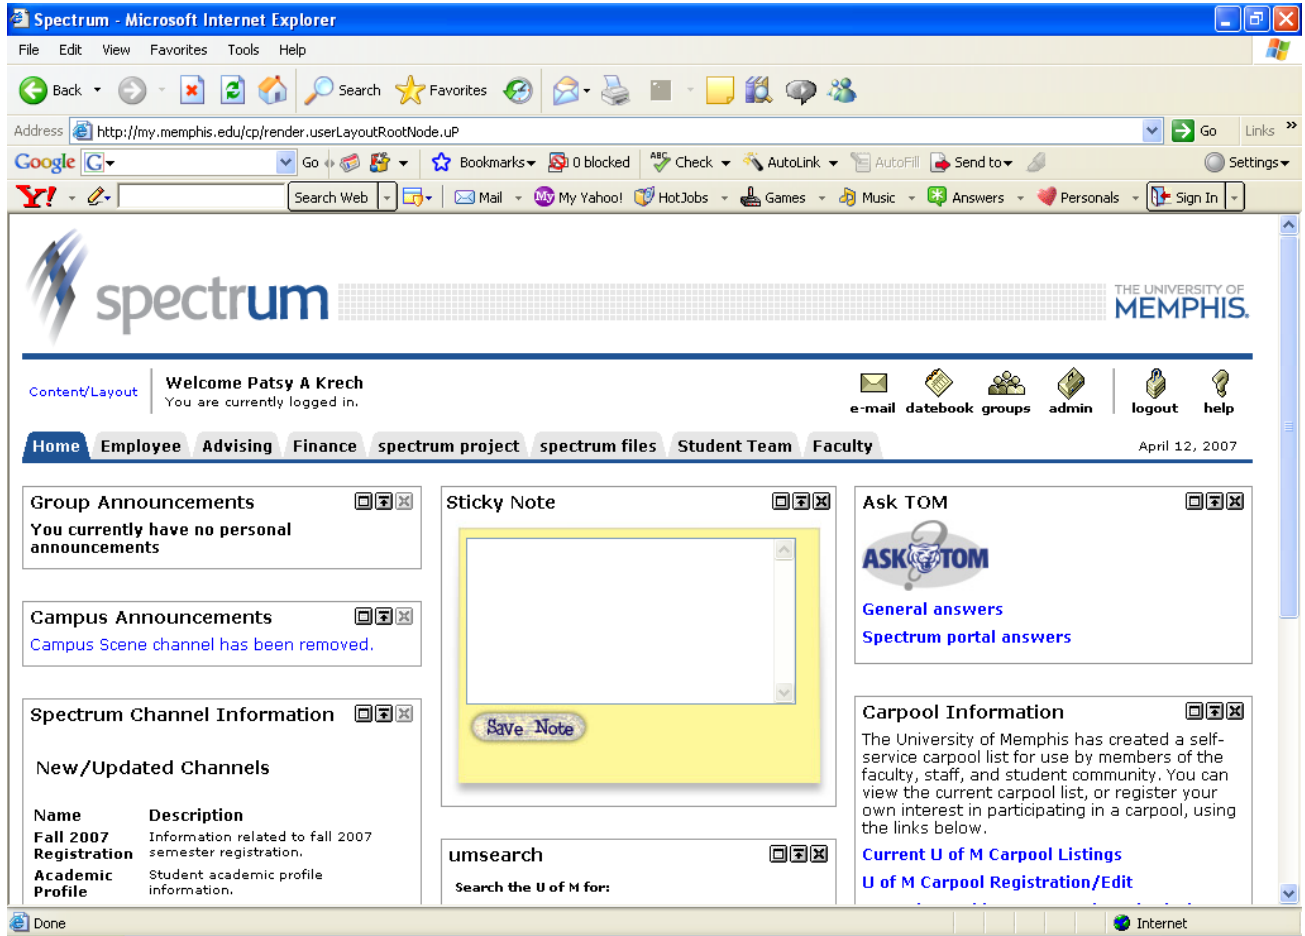 Spectrum - Microsoft Internet Explorer
File Edit View Favorites Tools Help
Back Search Favorites
Address http://my.memphis.edu/cp/render.userLayoutRootNode.uP Go Links »
Google G Go Bookmarks 0 blocked ABC Check AutoLink AutoFill Send to Settings
Y! Search Web Mail My My Yahoo! HotJobs Games Music Answers Personals Sign In
spectrum
THE UNIVERSITY OF
MEMPHIS.
Content/Layout
Welcome Patsy A Krech
You are currently logged in.
e-mail datebook groups admin logout help
Home Employee Advising Finance spectrum project spectrum files Student Team Faculty April 12, 2007
Group Announcements
You currently have no personal
announcements
Campus Announcements
Campus Scene channel has been removed.
Spectrum Channel Information
New/Updated Channels
Name Description
Fall 2007 Registration Information related to fall 2007 semester registration.
Academic Profile Student academic profile information.
Sticky Note
Save Note
umsearch
Search the U of M for:
Ask TOM
ASK TOM
General answers
Spectrum portal answers
Carpool Information
The University of Memphis has created a self-
service carpool list for use by members of the
faculty, staff, and student community. You can
view the current carpool list, or register your
own interest in participating in a carpool, using
the links below.
Current U of M Carpool Listings
U of M Carpool Registration/Edit
Done Internet